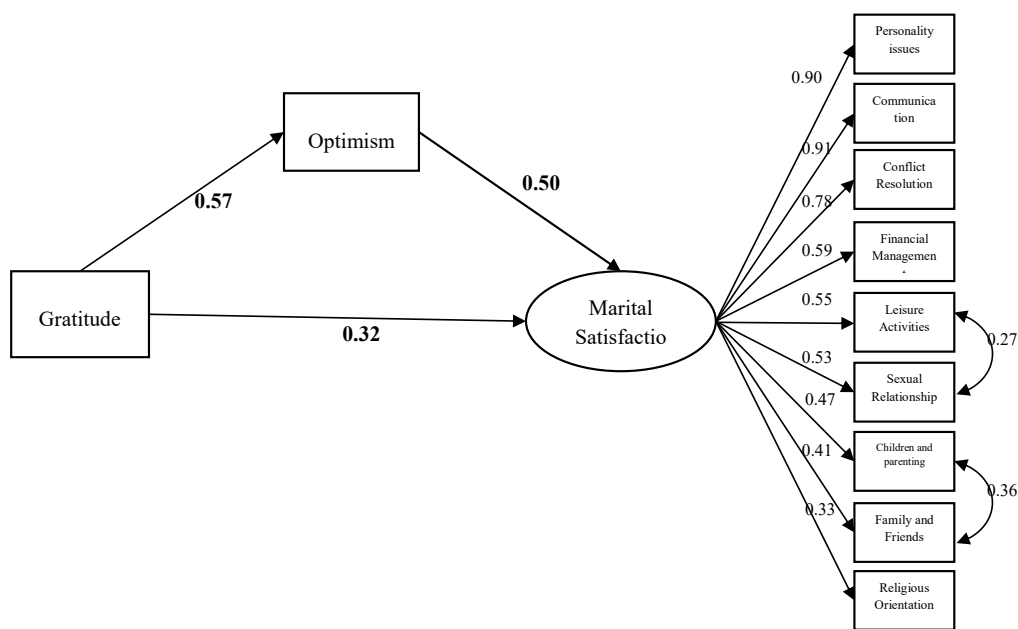 Personality
issues
0.90
Communica
tion
Optimism
0.91
Conflict
Resolution
0.50
0.57
0.78
Financial
Managemen
0.59
Gratitude
0.55
Marital
Satisfactio
Leisure
Activities
0.32
0.27
0.53
Sexual
Relationship
0.47
Children and
parenting
0.41
0.36
0.33
Family and
Friends
Religious
Orientation